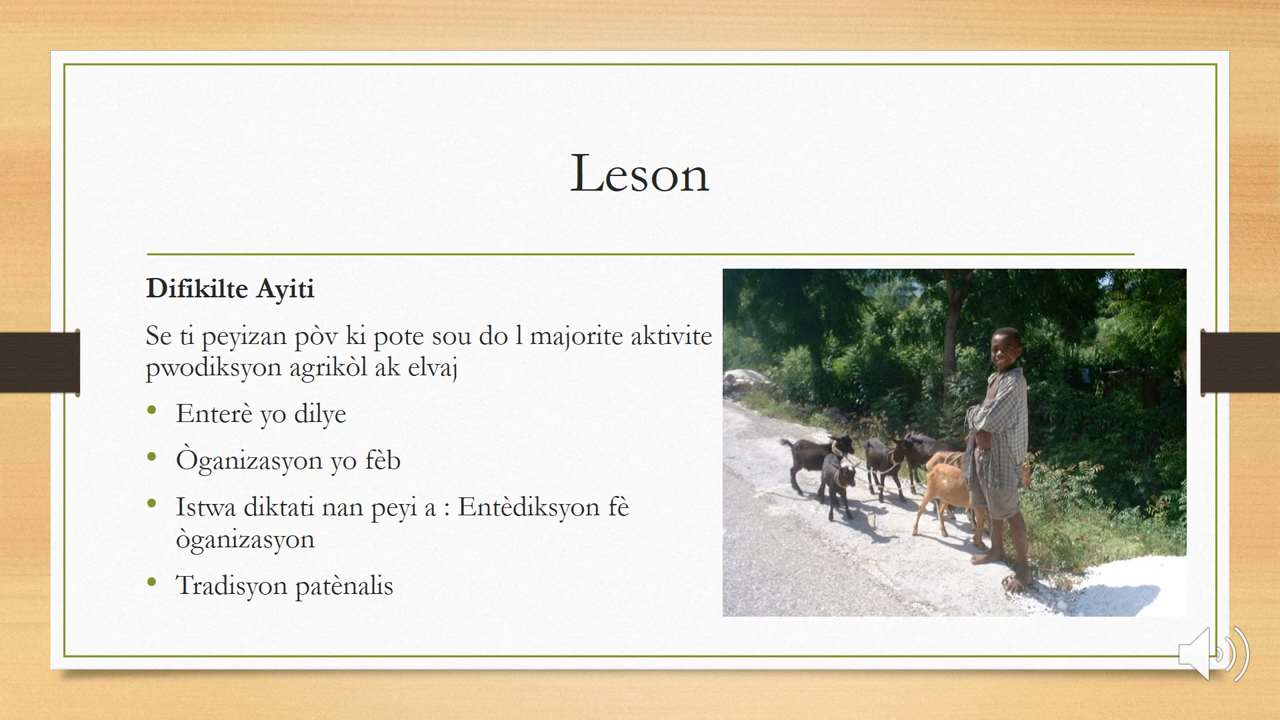 Leson
Difikilte Ayiti
Se ti peyizan pòv ki pote sou do l majorite aktivite
pwodiksyon agrikòl ak elvaj
• Enterè yo dilye
• Òganizasyon yo fèb
• Istwa diktati nan peyi a : Entèdiksyon fè
òganizasyon
• Tradisyon patènalis